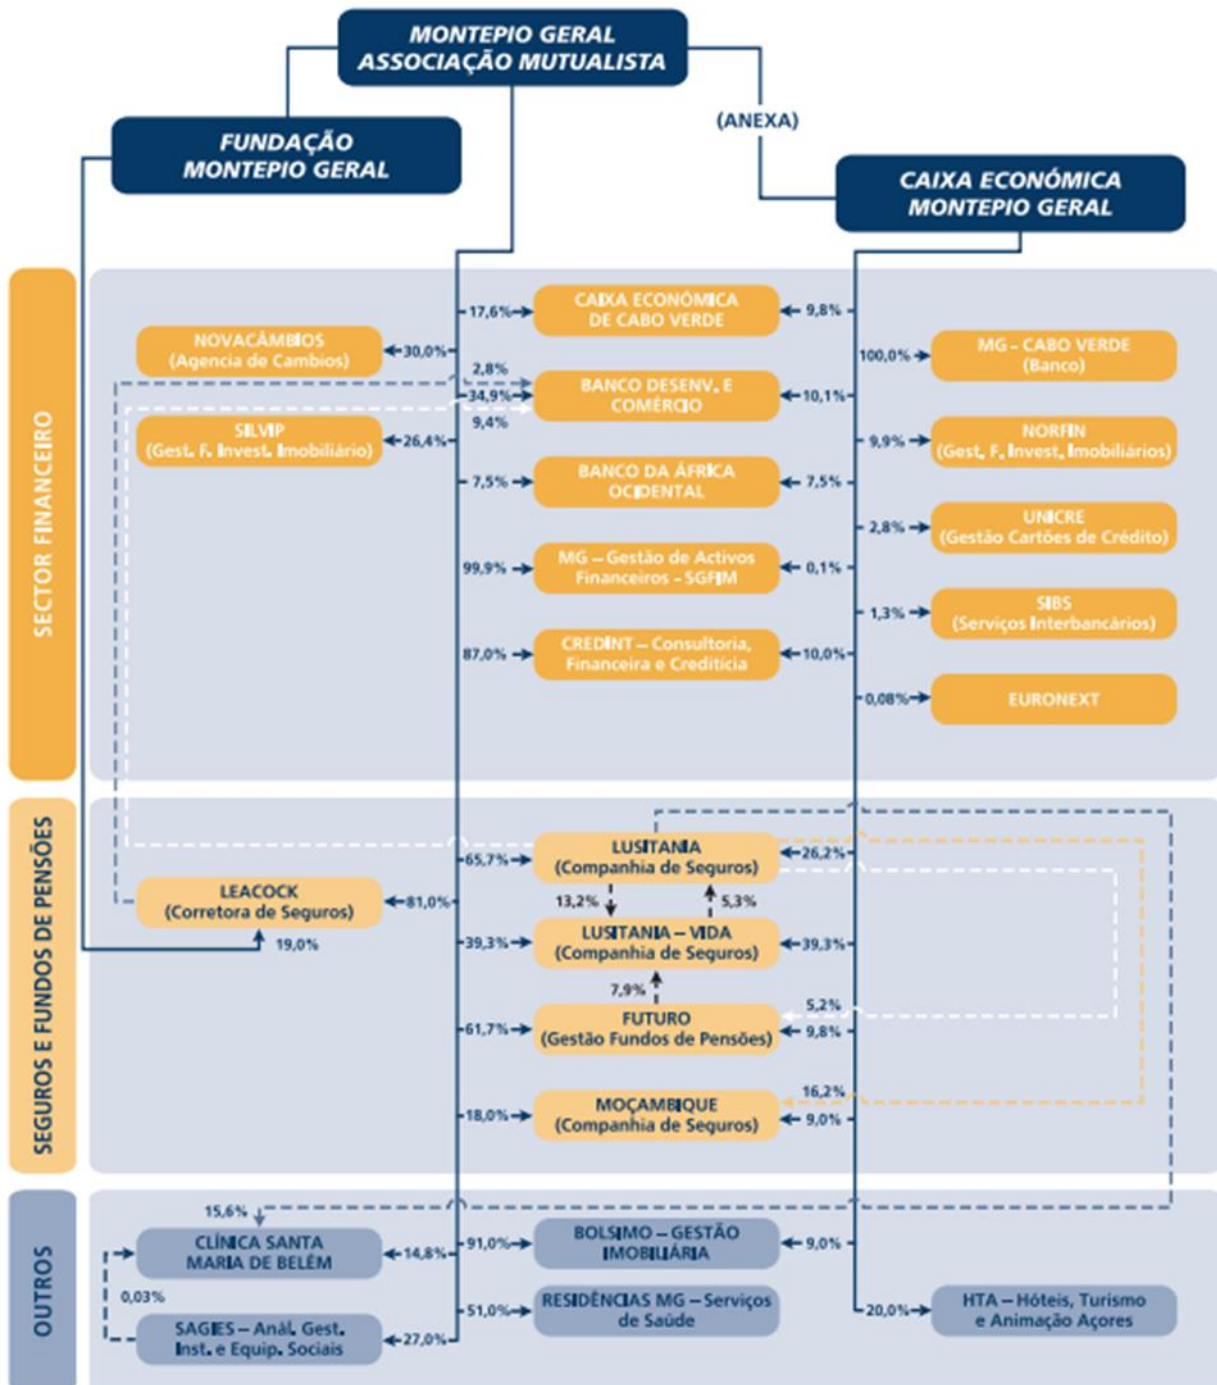 MONTEPIO GERAL
ASSOCIAÇÃO MUTUALISTA
(ANEXA)
FUNDAÇÃO
MONTEPIO GERAL
CAIXA ECONÓMICA
MONTEPIO GERAL
SECTOR FINANCEIRO
17,6%
CAIXA ECONÓMICA
DE CABO VERDE
9,8%
NOVACÂMBIOS
(Agencia de Cambios)
30,0%
100,0%
MG - CABO VERDE
(Banco)
2,8%
34,9%
BANCO DESENV. E
COMÉRCIO
10,1%
9,4%
SILVIP
(Gest. F. Invest. Imobiliário)
26,4%
9,9%
NORFIN
(Gest. F. Invest. Imobiliários)
7,5%
BANCO DA ÁFRICA
OCIDENTAL
7,5%
2,8%
UNICRE
(Gestão Cartões de Crédito)
99,9%
MG – Gestão de Activos
Financeiros - SGFIM
0,1%
1,3%
SIBS
(Serviços Interbancários)
87,0%
CREDINT – Consultoria,
Financeira e Creditícia
10,0%
0,08%
EURONEXT
SEGUROS E FUNDOS DE PENSÕES
65,7%
LUSITANIA
(Companhia de Seguros)
26,2%
LEACOCK
(Corretora de Seguros)
81,0%
13,2%
5,3%
19,0%
39,3%
LUSITANIA – VIDA
(Companhia de Seguros)
39,3%
7,9%
5,2%
61,7%
FUTURO
(Gestão Fundos de Pensões)
9,8%
16,2%
18,0%
MOÇAMBIQUE
(Companhia de Seguros)
9,0%
OUTROS
15,6%
CLÍNICA SANTA
MARIA DE BELÉM
14,8%
91,0%
BOLSIMO – GESTÃO
IMOBILIÁRIA
9,0%
0,03%
SAGIES – Anál. Gest.
Inst. e Equip. Sociais
27,0%
51,0%
RESIDÊNCIAS MG – Serviços
de Saúde
20,0%
HTA – Hóteis, Turismo
e Animação Açores